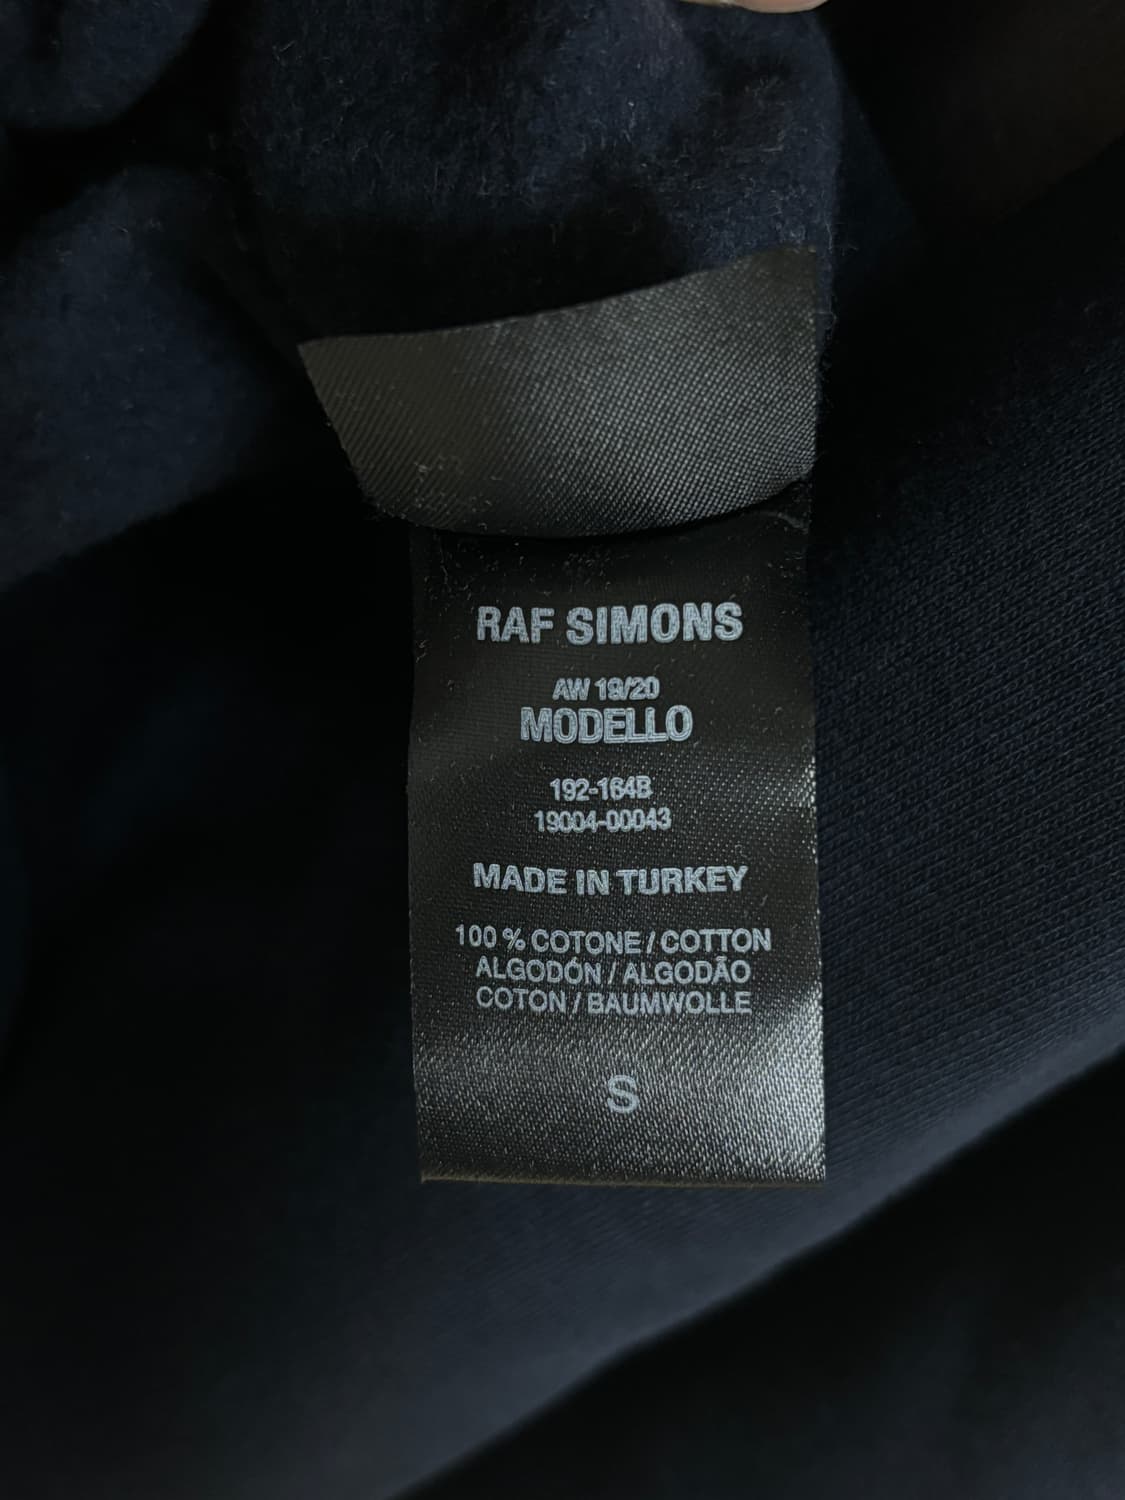 RAF SIMONS
AW 19/20
MODELLO
192-164B
19004-00043
MADE IN TURKEY
100 % COTONE / COTTON
ALGODÓN / ALGODÃO
COTON / BAUMWOLLE
S